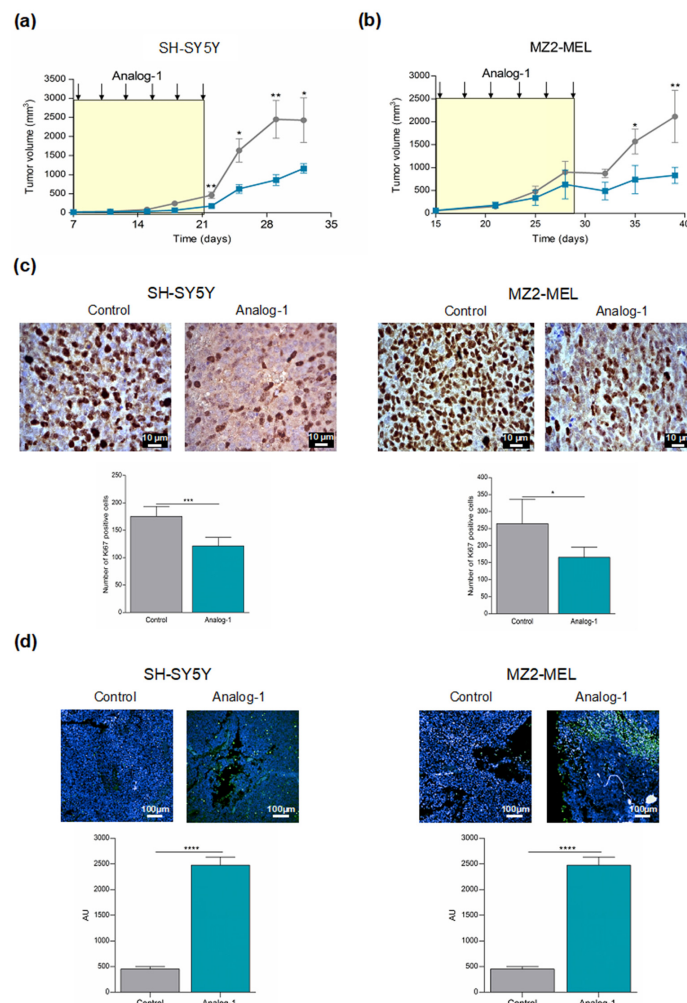 (a)
SH-SY5Y
Analog-1
Tumor volume (mm3)
3500
3000
2500
2000
1500
1000
500
0
**
*
**
*
7
14
21
28
35
Time (days)
(b)
MZ2-MEL
Analog-1
Tumor volume (mm3)
3000
2500
2000
1500
1000
500
0
*
**
15
20
25
30
35
40
Time (days)
(c)
SH-SY5Y
Control
Analog-1
10 µm
10 µm
MZ2-MEL
Control
Analog-1
10 µm
10 µm
Number of Ki67 positive cells
250
200
150
100
50
0
***
Control
Analog-1
Number of Ki67 positive cells
400
350
300
250
200
150
100
50
0
*
Control
Analog-1
(d)
SH-SY5Y
Control
Analog-1
100µm
100µm
MZ2-MEL
Control
Analog-1
100µm
100µm
AU
3000
2500
2000
1500
1000
500
0
****
Control
Analog-1
AU
3000
2500
2000
1500
1000
500
0
****
Control
Analog-1